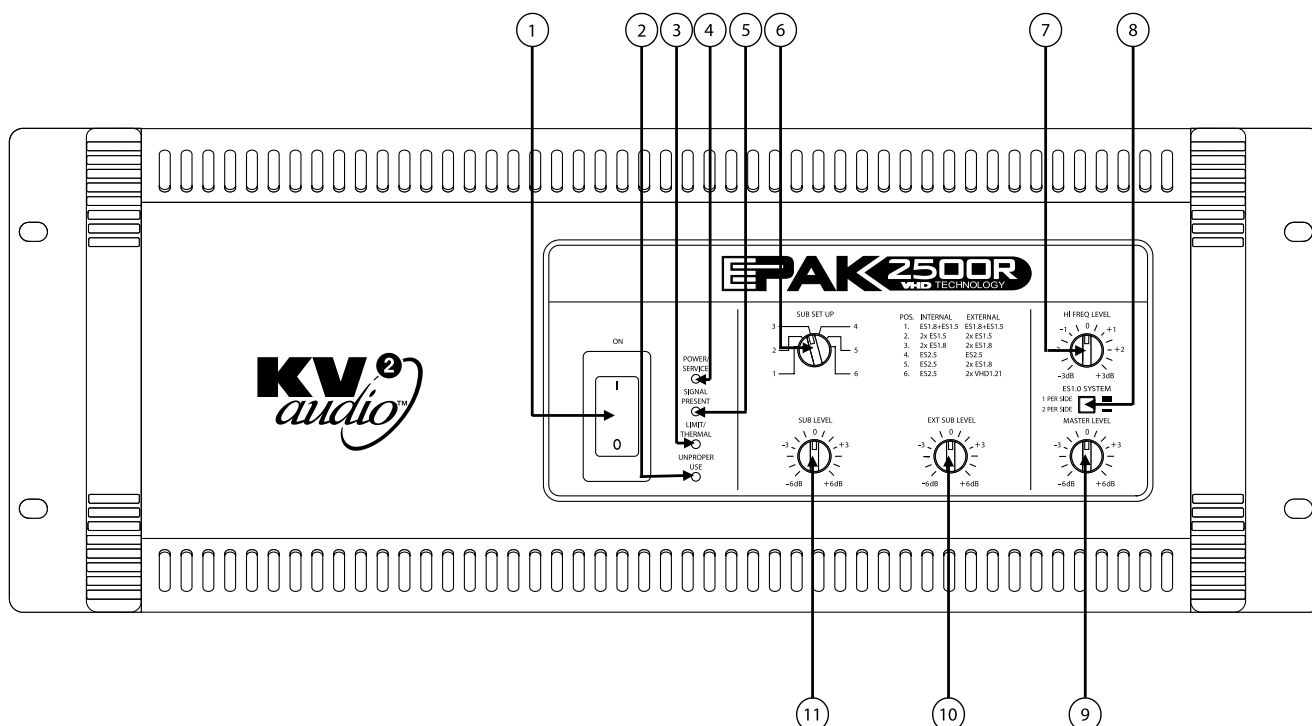 1 2 3 4 5 6 7 8
EPAK 2500R
VHD TECHNOLOGY
KV2
audio™
ON
I
O
POWER/
SERVICE
SIGNAL
PRESENT
LIMIT/
THERMAL
UNPROPER
USE
SUB SET UP
3 4
2 5
1 6
POS. INTERNAL EXTERNAL
1. ES1.8+ES1.5 ES1.8+ES1.5
2. 2x ES1.5 2x ES1.5
3. 2x ES1.8 2x ES1.8
4. ES2.5 ES2.5
5. ES2.5 2x ES1.8
6. ES2.5 2x VHD1.21
HI FREQ LEVEL
-1 0 +1
-2 +2
-3dB +3dB
ES1.0 SYSTEM
1 PER SIDE
2 PER SIDE
SUB LEVEL
-3 0 +3
-6dB +6dB
EXT SUB LEVEL
-3 0 +3
-6dB +6dB
MASTER LEVEL
-3 0 +3
-6dB +6dB
11 10 9